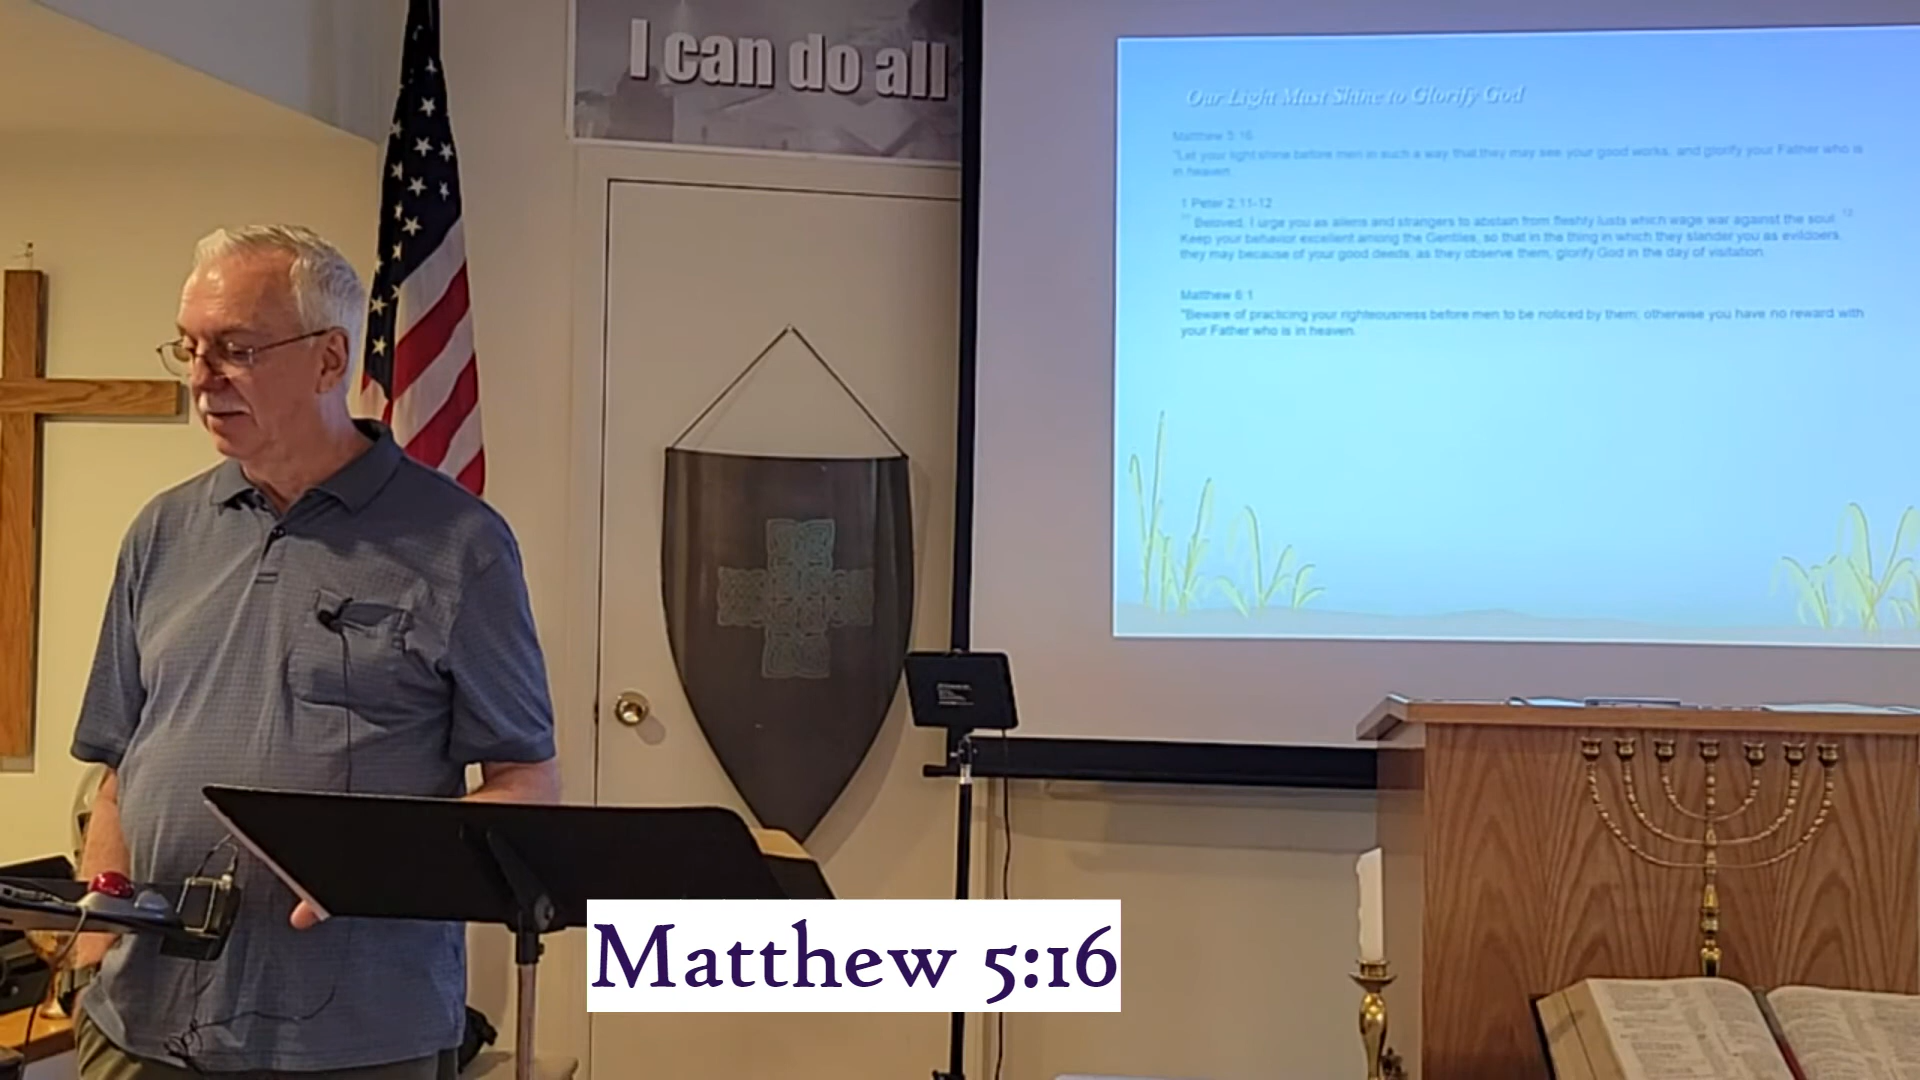 I can do all
Our Light Must Shine to Glorify God
Matthew 5:16
"Let your light shine before men in such a way that they may see your good works, and glorify your Father who is
in heaven.
1 Peter 2:11-12
11 Beloved, I urge you as aliens and strangers to abstain from fleshly lusts which wage war against the soul. 12
Keep your behavior excellent among the Gentiles, so that in the thing in which they slander you as evildoers,
they may because of your good deeds, as they observe them, glorify God in the day of visitation.
Matthew 6:1
"Beware of practicing your righteousness before men to be noticed by them; otherwise you have no reward with
your Father who is in heaven.
Matthew 5:16